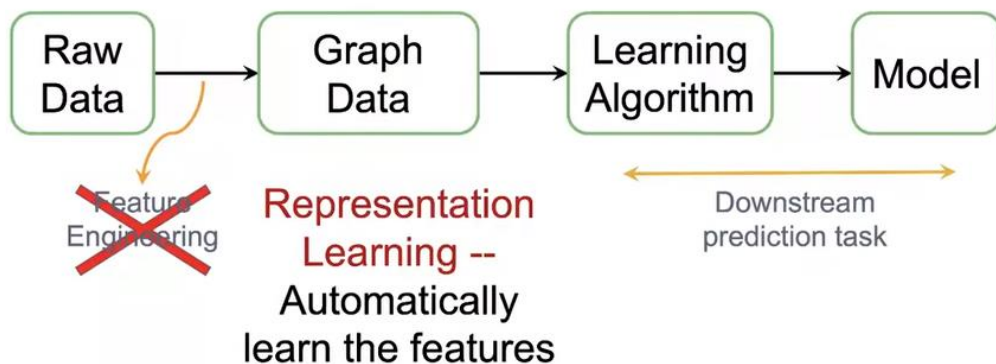 Raw
Data
Graph
Data
Learning
Algorithm
Model
Feature
Engineering
Representation
Learning --
Automatically
learn the features
Downstream
prediction task